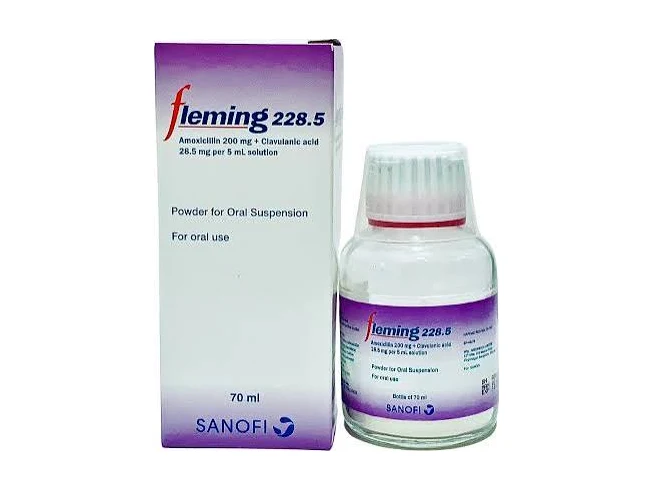 fleming 228.5
Amoxicillin 200 mg + Clavulanic acid
28.5 mg per 5 mL solution
Powder for Oral Suspension
For oral use
70 ml
SANOFI
fleming 228.5
Amoxicillin 200 mg + Clavulanic acid
28.5 mg per 5 mL solution
Powder for Oral Suspension
For oral use
Bottle of 70 ml
SANOFI